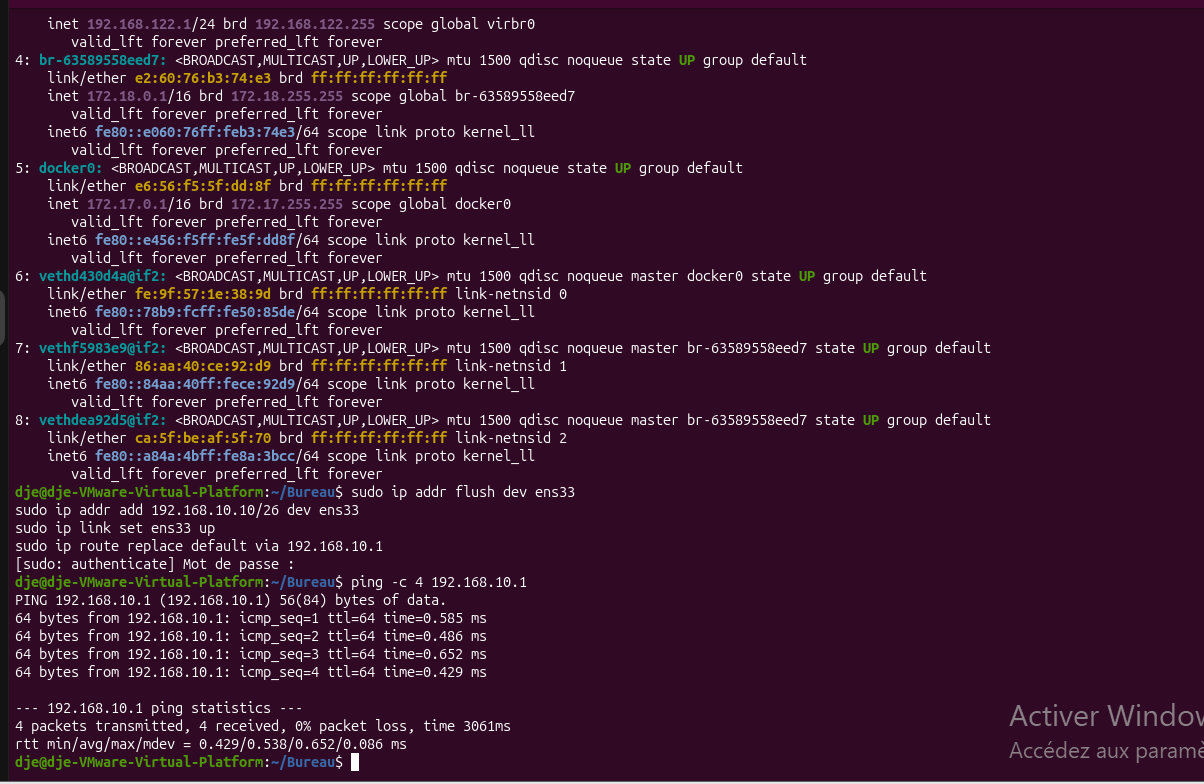 inet 192.168.122.1/24 brd 192.168.122.255 scope global virbr0
valid_lft forever preferred_lft forever
4: br-63589558eed7: <BROADCAST,MULTICAST,UP,LOWER_UP> mtu 1500 qdisc noqueue state UP group default
link/ether e2:60:76:b3:74:e3 brd ff:ff:ff:ff:ff:ff
inet 172.18.0.1/16 brd 172.18.255.255 scope global br-63589558eed7
valid_lft forever preferred_lft forever
inet6 fe80::e060:76ff:feb3:74e3/64 scope link proto kernel_ll
valid_lft forever preferred_lft forever
5: docker0: <BROADCAST,MULTICAST,UP,LOWER_UP> mtu 1500 qdisc noqueue state UP group default
link/ether e6:56:f5:5f:dd:8f brd ff:ff:ff:ff:ff:ff
inet 172.17.0.1/16 brd 172.17.255.255 scope global docker0
valid_lft forever preferred_lft forever
inet6 fe80::e456:f5ff:fe5f:dd8f/64 scope link proto kernel_ll
valid_lft forever preferred_lft forever
6: vethd430d4a@if2: <BROADCAST,MULTICAST,UP,LOWER_UP> mtu 1500 qdisc noqueue master docker0 state UP group default
link/ether fe:9f:57:1e:38:9d brd ff:ff:ff:ff:ff:ff link-netnsid 0
inet6 fe80::78b9:fcff:fe50:85de/64 scope link proto kernel_ll
valid_lft forever preferred_lft forever
7: vethf5983e9@if2: <BROADCAST,MULTICAST,UP,LOWER_UP> mtu 1500 qdisc noqueue master br-63589558eed7 state UP group default
link/ether 86:aa:40:ce:92:d9 brd ff:ff:ff:ff:ff:ff link-netnsid 1
inet6 fe80::84aa:40ff:fece:92d9/64 scope link proto kernel_ll
valid_lft forever preferred_lft forever
8: vethdea92d5@if2: <BROADCAST,MULTICAST,UP,LOWER_UP> mtu 1500 qdisc noqueue master br-63589558eed7 state UP group default
link/ether ca:5f:be:af:5f:70 brd ff:ff:ff:ff:ff:ff link-netnsid 2
inet6 fe80::a84a:4bff:fe8a:3bcc/64 scope link proto kernel_ll
valid_lft forever preferred_lft forever
dje@dje-VMware-Virtual-Platform:~/Bureau$ sudo ip addr flush dev ens33
sudo ip addr add 192.168.10.10/26 dev ens33
sudo ip link set ens33 up
sudo ip route replace default via 192.168.10.1
[sudo: authenticate] Mot de passe :
dje@dje-VMware-Virtual-Platform:~/Bureau$ ping -c 4 192.168.10.1
PING 192.168.10.1 (192.168.10.1) 56(84) bytes of data.
64 bytes from 192.168.10.1: icmp_seq=1 ttl=64 time=0.585 ms
64 bytes from 192.168.10.1: icmp_seq=2 ttl=64 time=0.486 ms
64 bytes from 192.168.10.1: icmp_seq=3 ttl=64 time=0.652 ms
64 bytes from 192.168.10.1: icmp_seq=4 ttl=64 time=0.429 ms
--- 192.168.10.1 ping statistics ---
4 packets transmitted, 4 received, 0% packet loss, time 3061ms
rtt min/avg/max/mdev = 0.429/0.538/0.652/0.086 ms
dje@dje-VMware-Virtual-Platform:~/Bureau$
Activer Window
Accédez aux paramè